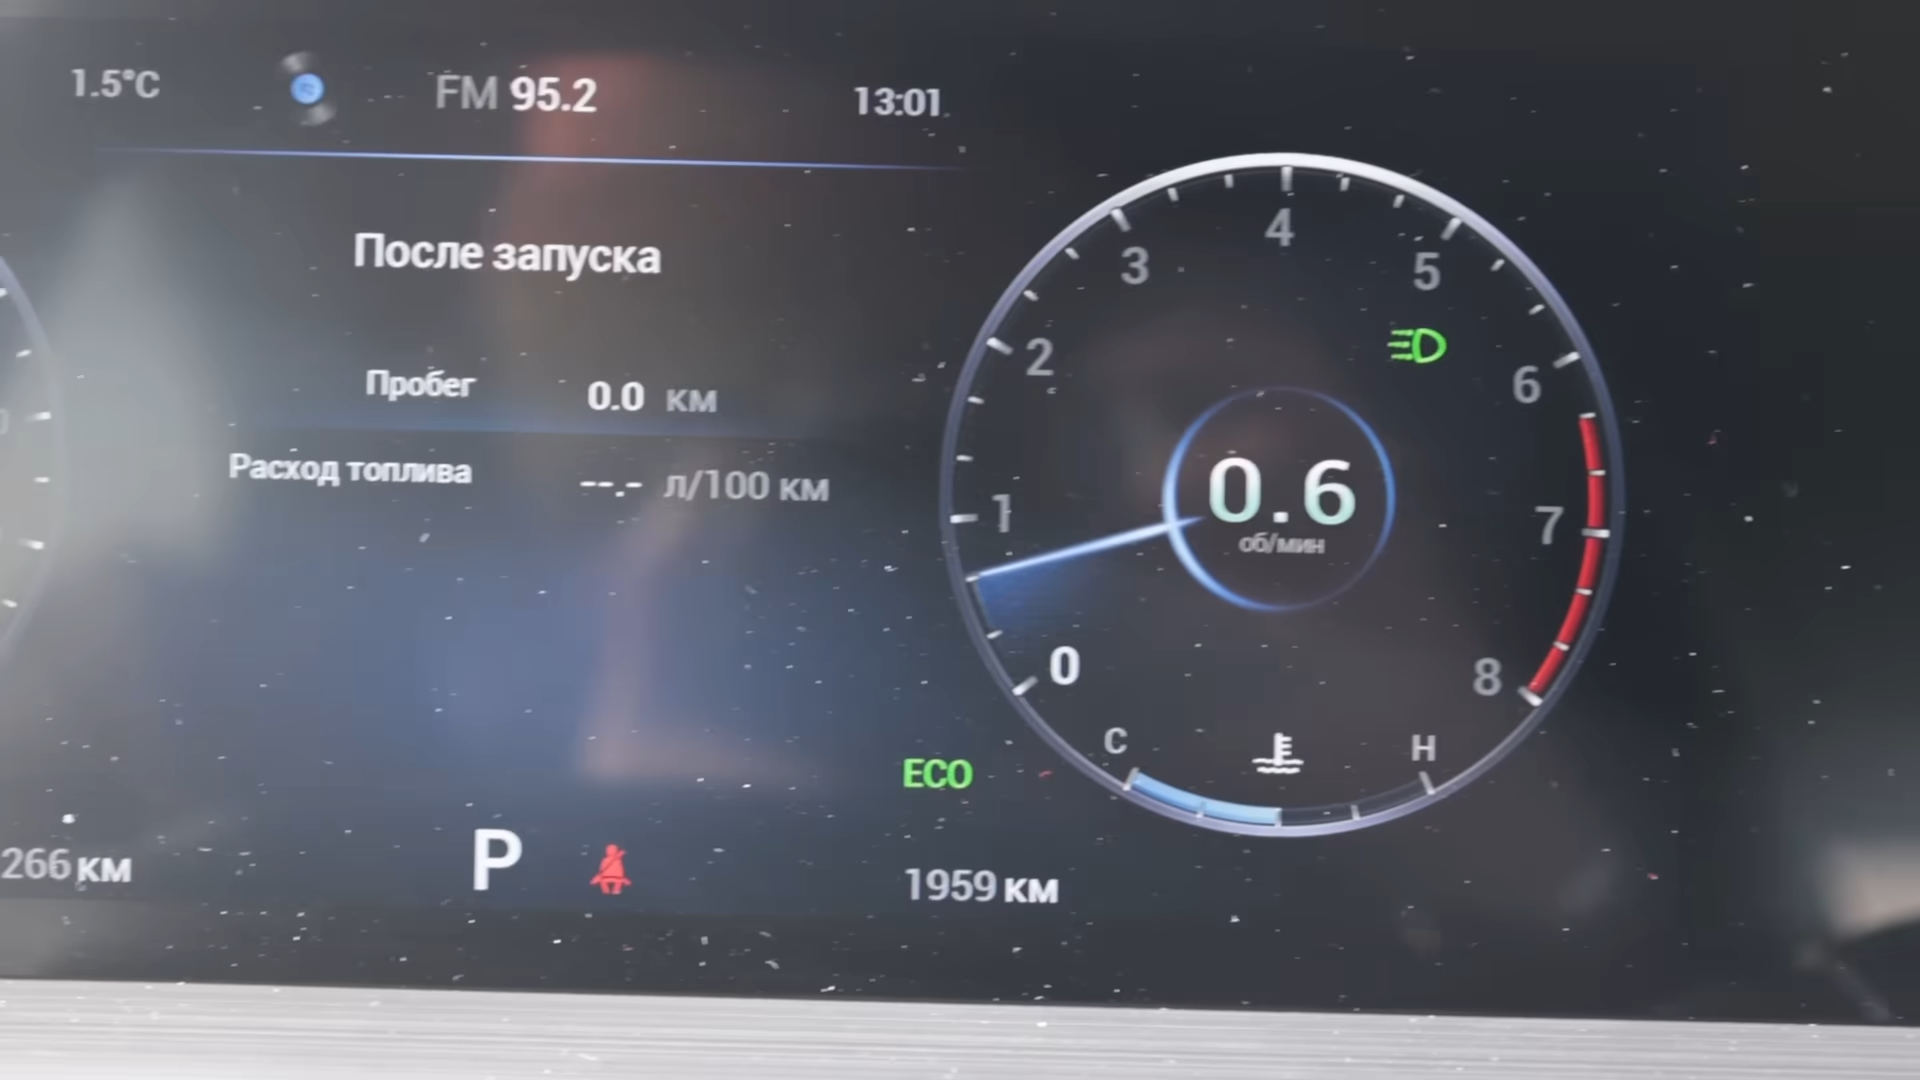 1.5°C
FM 95.2
13:01
После запуска
Пробег 0.0 км
Расход топлива --.- л/100 км
266 км
P
ECO
1959 км
0
1
2
3
4
5
6
7
8
0.6
об/мин
C
H